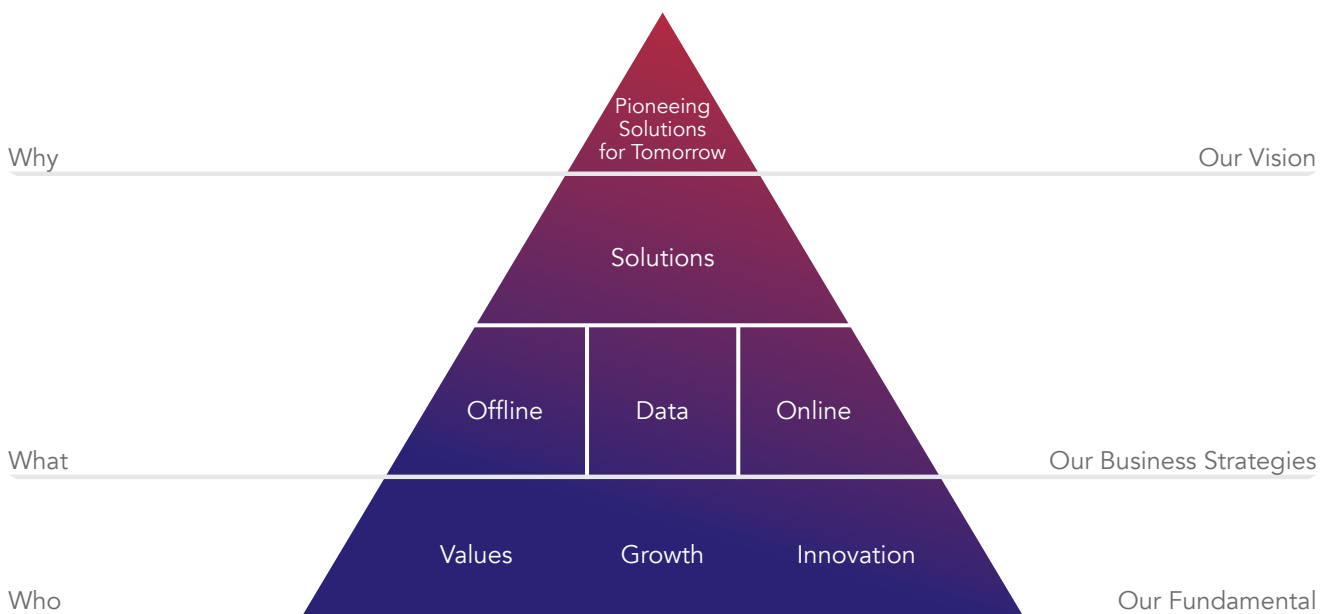 Pioneeing
Solutions
for Tomorrow
Why
Our Vision
Solutions
Offline
Data
Online
What
Our Business Strategies
Values
Growth
Innovation
Who
Our Fundamental